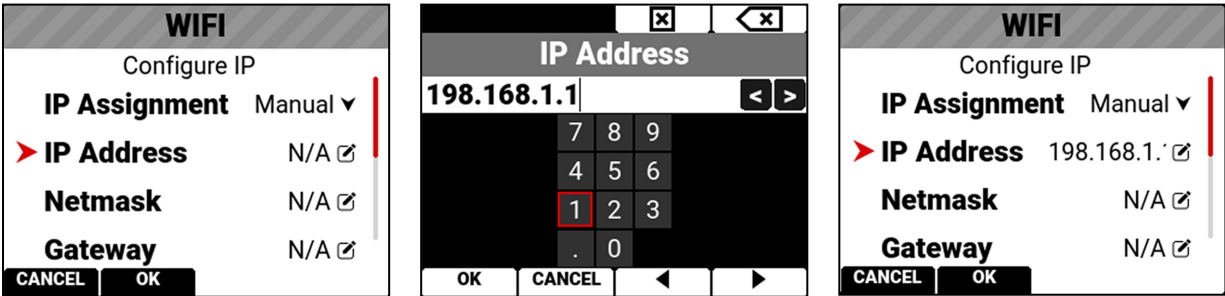 WIFI
Configure IP
IP Assignment Manual
IP Address N/A
Netmask N/A
Gateway N/A
CANCEL OK
IP Address
198.168.1.1
< >
7 8 9
4 5 6
1 2 3
. 0
OK CANCEL
WIFI
Configure IP
IP Assignment Manual
IP Address 198.168.1.
Netmask N/A
Gateway N/A
CANCEL OK